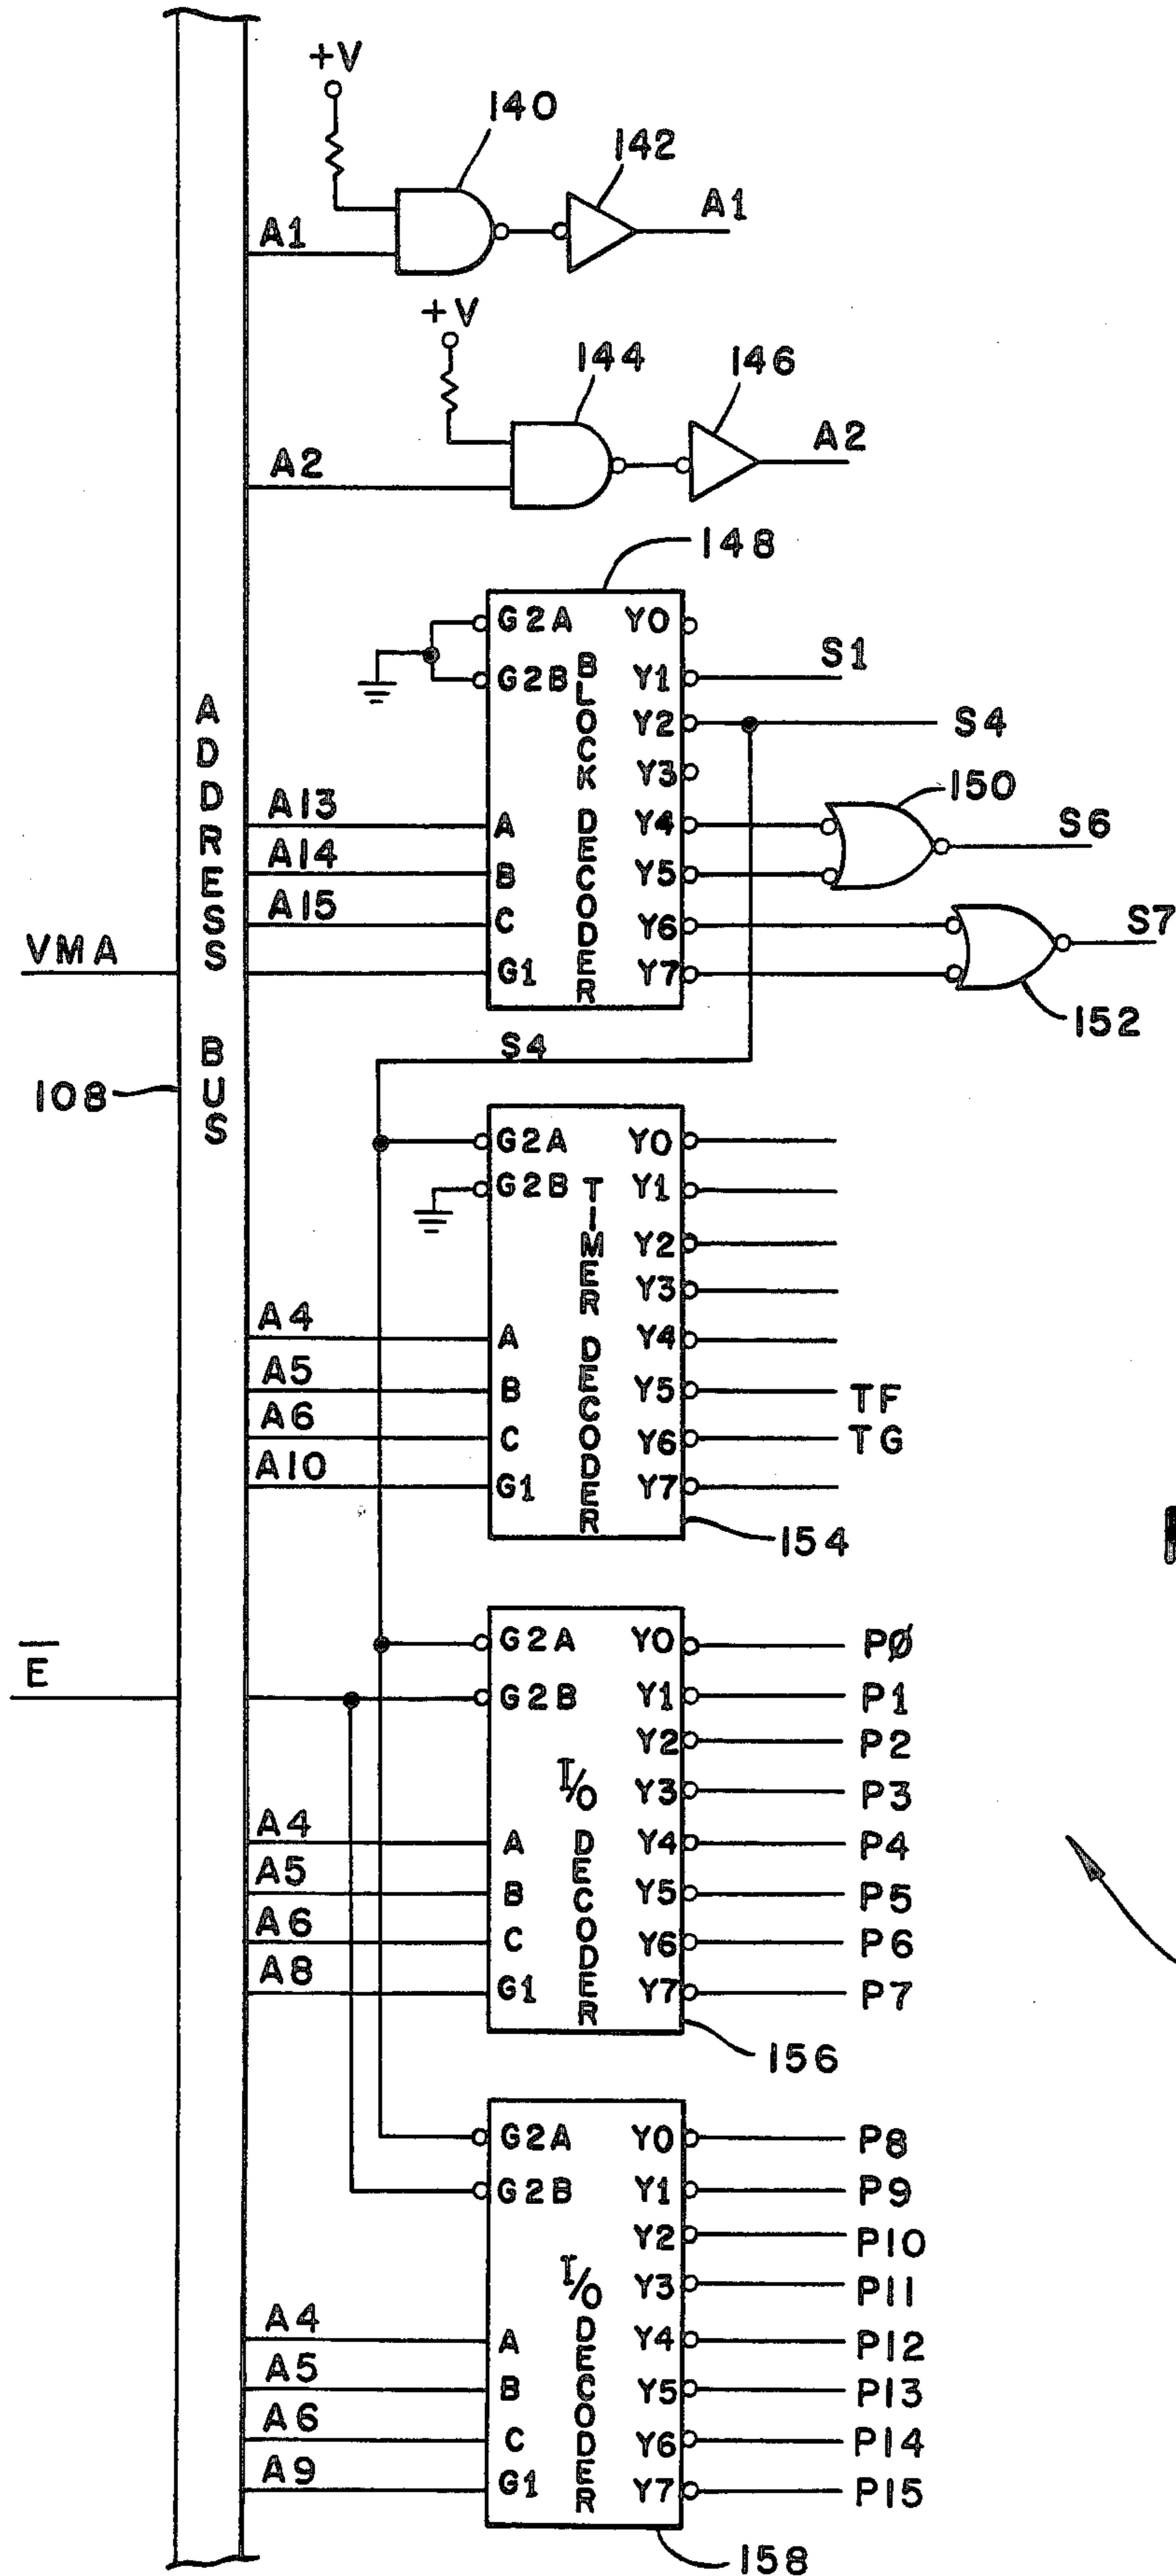 +V
140
142
A1
A1
+V
144
146
A2
A2
148
G2A Y0
G2B Y1 S1
Y2 S4
Y3
A13 A Y4 150
A14 B Y5 S6
A15 C Y6 S7
VMA G1 Y7
152
BLOCK DECODER
ADDRESS BUS
108
S4
G2A Y0
G2B Y1
Y2
Y3
A4 A Y4
A5 B Y5 TF
A6 C Y6 TG
A10 G1 Y7
TIMER DECODER
154
E
G2A Y0 PØ
G2B Y1 P1
Y2 P2
Y3 P3
A4 A Y4 P4
A5 B Y5 P5
A6 C Y6 P6
A8 G1 Y7 P7
I/O DECODER
156
G2A Y0 P8
G2B Y1 P9
Y2 P10
Y3 P11
A4 A Y4 P12
A5 B Y5 P13
A6 C Y6 P14
A9 G1 Y7 P15
I/O DECODER
158